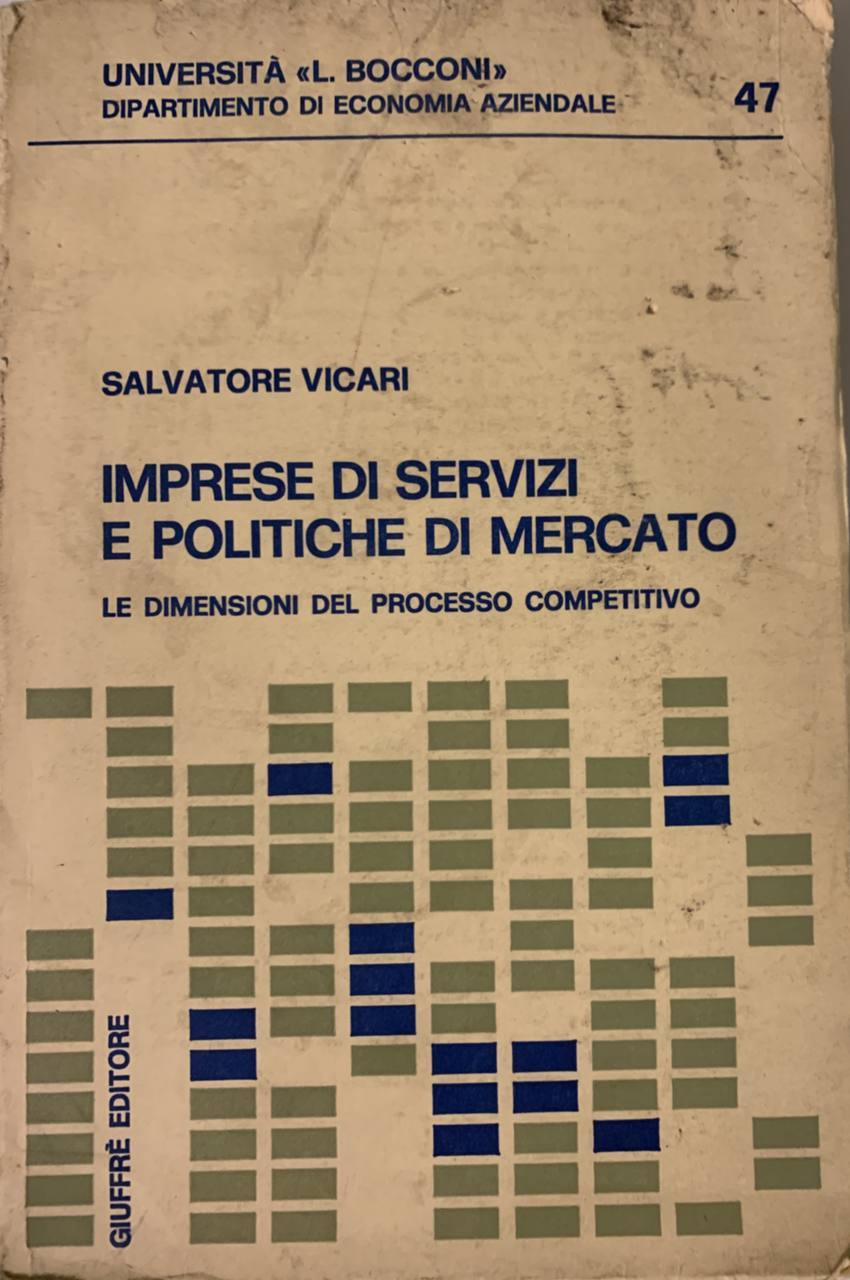 UNIVERSITÀ «L. BOCCONI»
DIPARTIMENTO DI ECONOMIA AZIENDALE
47
SALVATORE VICARI
IMPRESE DI SERVIZI
E POLITICHE DI MERCATO
LE DIMENSIONI DEL PROCESSO COMPETITIVO
GIUFFRÈ EDITORE